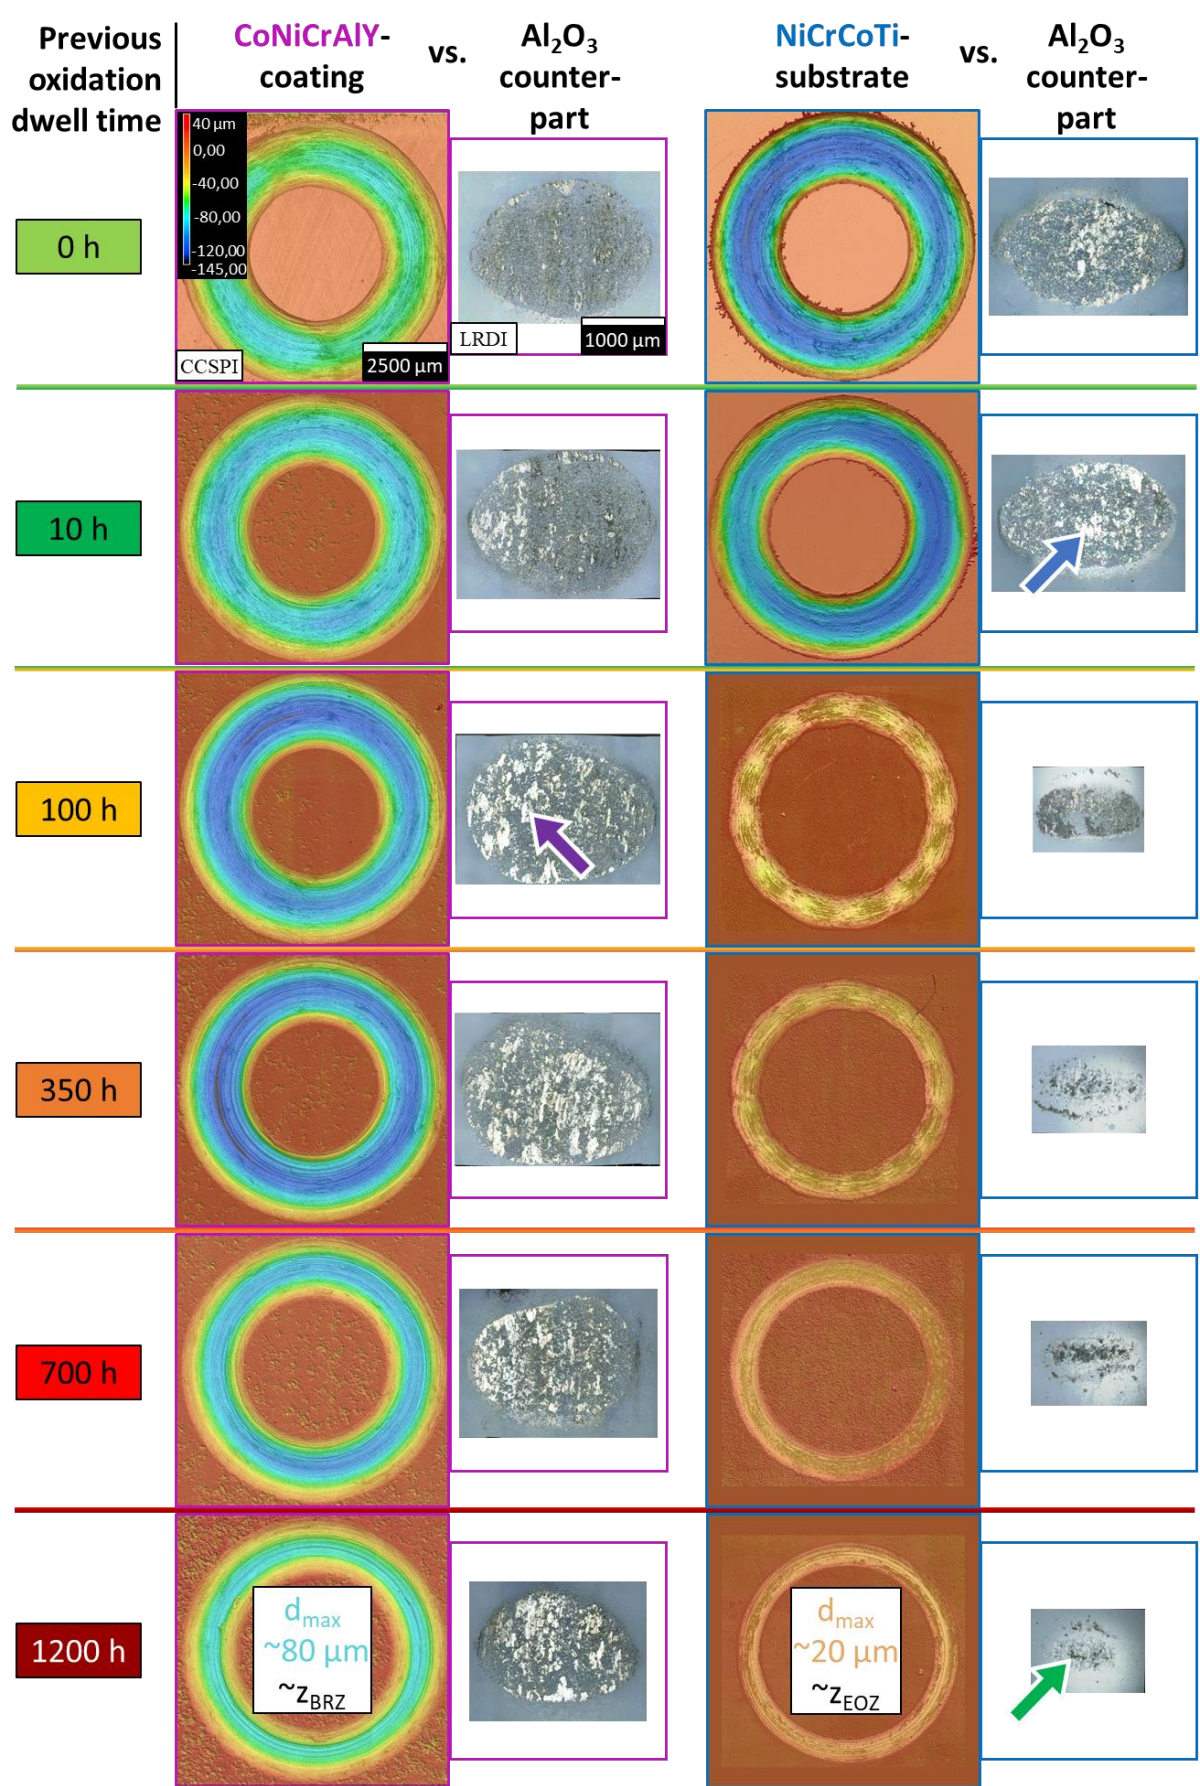 Previous
oxidation
dwell time
CoNiCrAlY-
coating
vs.
Al₂O₃
counter-
part
NiCrCoTi-
substrate
vs.
Al₂O₃
counter-
part
40 µm
0,00
-40,00
-80,00
-120,00
-145,00
0 h
CCSPI
2500 µm
LRDI
1000 µm
10 h
100 h
350 h
700 h
1200 h
dmax
~80 µm
~zBRZ
dmax
~20 µm
~zEOZ